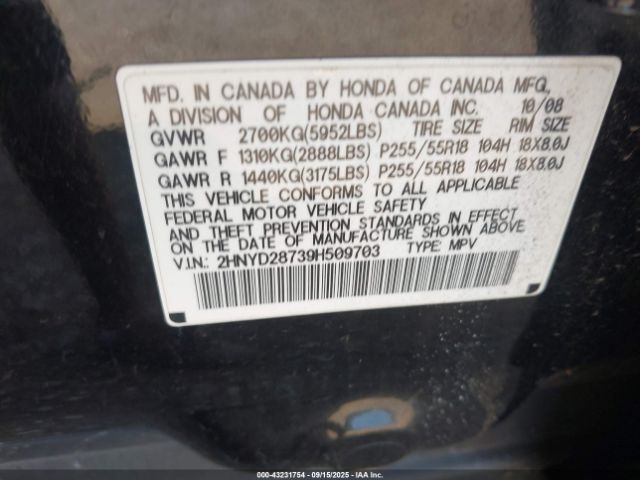 MFD. IN CANADA BY HONDA OF CANADA MFG.,
A DIVISION OF HONDA CANADA INC. 10/08
GVWR 2700KG(5952LBS) TIRE SIZE RIM SIZE
GAWR F 1310KG(2888LBS) P255/55R18 104H 18X8.0J
GAWR R 1440KG(3175LBS) P255/55R18 104H 18X8.0J
THIS VEHICLE CONFORMS TO ALL APPLICABLE
FEDERAL MOTOR VEHICLE SAFETY
AND THEFT PREVENTION STANDARDS IN EFFECT
ON THE DATE OF MANUFACTURE SHOWN ABOVE
V.I.N.: 2HNYD28739H509703 TYPE: MPV
000-43231754 - 09/15/2025 - IAA Inc.